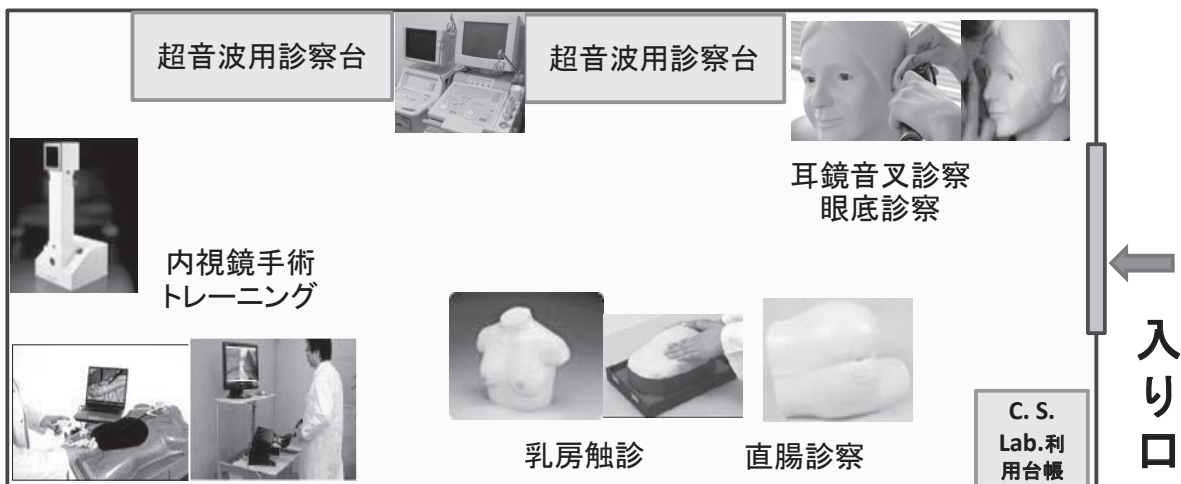 超音波用診察台
超音波用診察台
耳鏡音叉診察
眼底診察
内視鏡手術
トレーニング
入り口
乳房触診
直腸診察
C. S.
Lab.利
用台帳